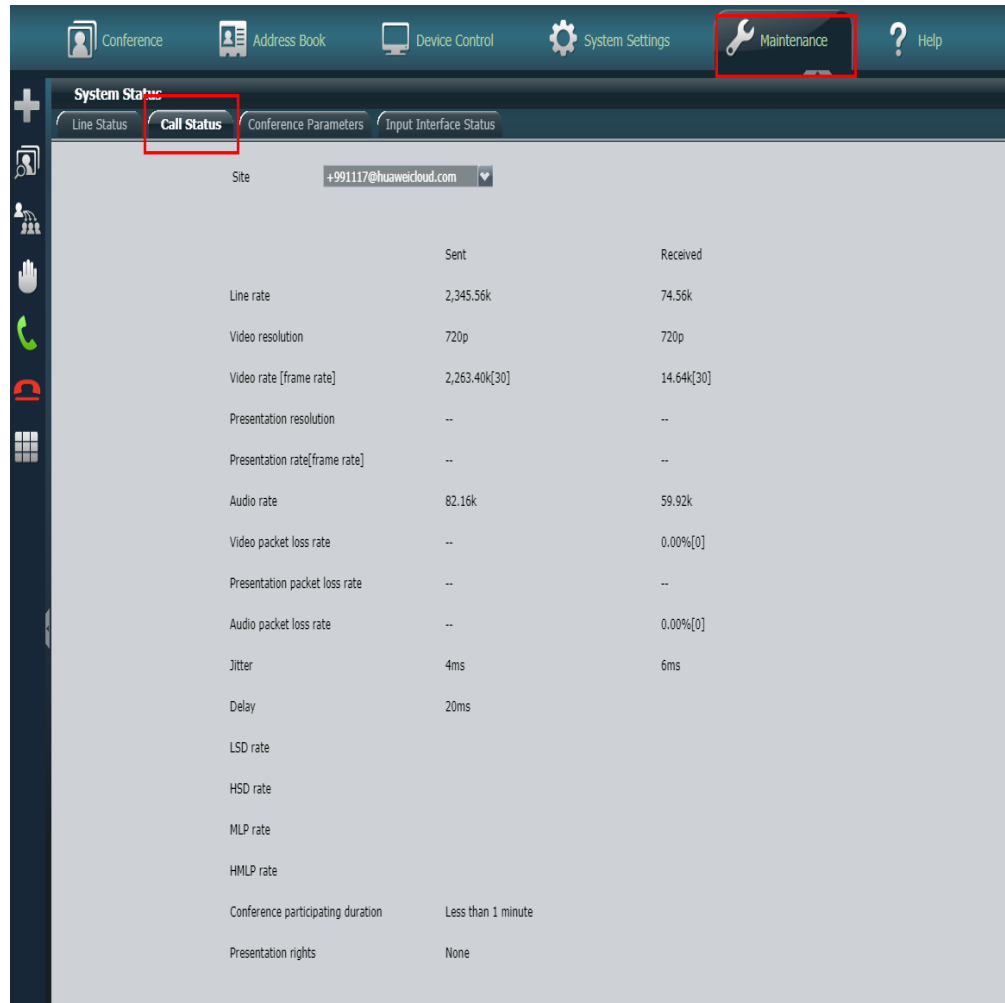 Conference Address Book Device Control System Settings Maintenance ? Help
System Status
Line Status Call Status Conference Parameters Input Interface Status
Site +991117@huaweicloud.com
Sent Received
Line rate 2,345.56k 74.56k
Video resolution 720p 720p
Video rate [frame rate] 2,263.40k[30] 14.64k[30]
Presentation resolution -- --
Presentation rate[frame rate] -- --
Audio rate 82.16k 59.92k
Video packet loss rate -- 0.00%[0]
Presentation packet loss rate -- --
Audio packet loss rate -- 0.00%[0]
Jitter 4ms 6ms
Delay 20ms
LSD rate
HSD rate
MLP rate
HMLP rate
Conference participating duration Less than 1 minute
Presentation rights None